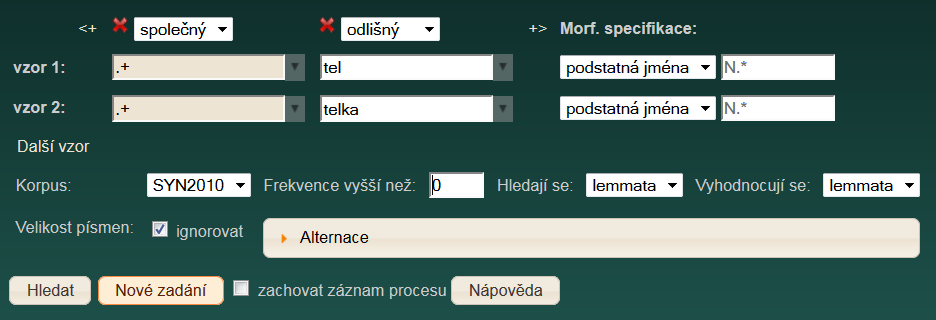 <+ společný odlišný +> Morf. specifikace:
vzor 1: .+ tel podstatná jména N.*
vzor 2: .+ telka podstatná jména N.*
Další vzor
Korpus: SYN2010 Frekvence vyšší než: 0 Hledají se: lemmata Vyhodnocují se: lemmata
Velikost písmen: ignorovat Alternace
Hledat Nové zadání zachovat záznam procesu Nápověda